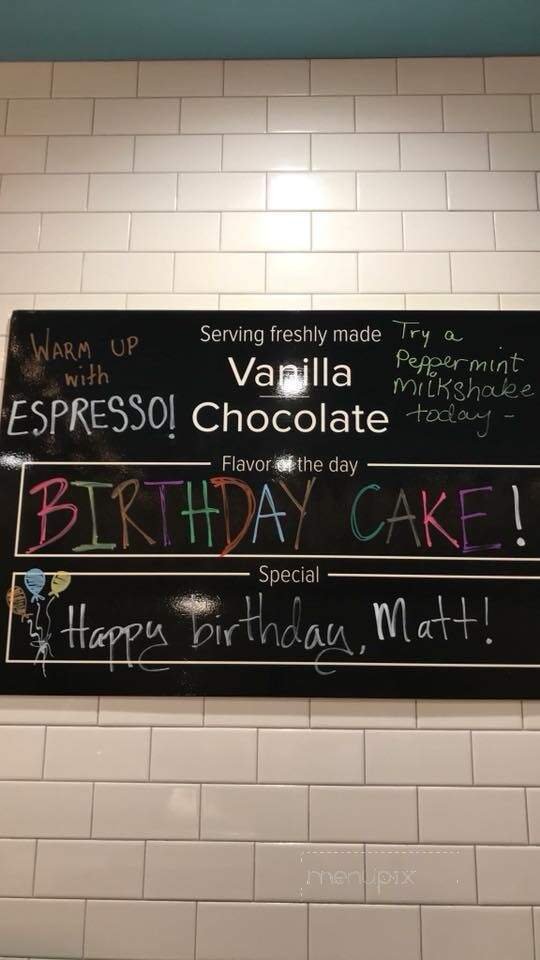 WARM UP
with
ESPRESSO!
Serving freshly made
Vanilla
Chocolate
Try a
Peppermint
Milkshake
today -
Flavor of the day
BIRTHDAY CAKE!
Special
Happy birthday, Matt!
menupix